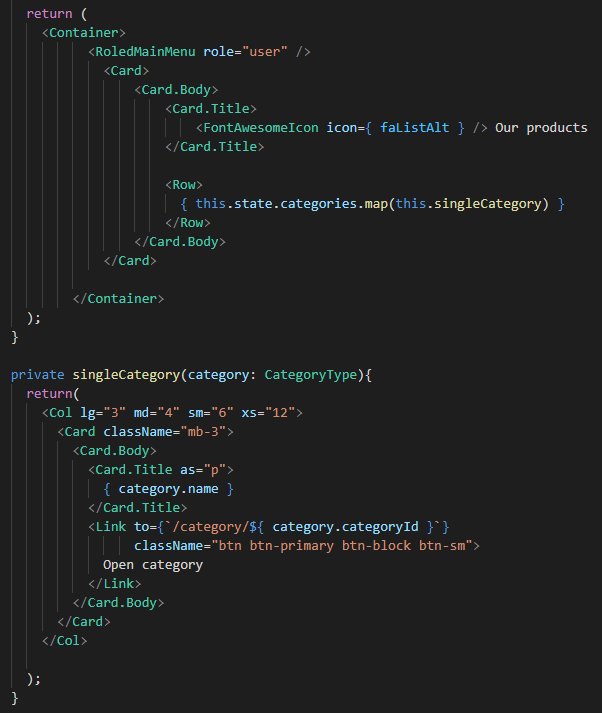 return (
<Container>
<RoledMainMenu role="user" />
<Card>
<Card.Body>
<Card.Title>
<FontAwesomeIcon icon={ faListAlt } /> Our products
</Card.Title>
<Row>
{ this.state.categories.map(this.singleCategory) }
</Row>
</Card.Body>
</Card>
</Container>
);
}
private singleCategory(category: CategoryType){
return(
<Col lg="3" md="4" sm="6" xs="12">
<Card className="mb-3">
<Card.Body>
<Card.Title as="p">
{ category.name }
</Card.Title>
<Link to={`/category/${ category.categoryId }`}
className="btn btn-primary btn-block btn-sm">
Open category
</Link>
</Card.Body>
</Card>
</Col>
);
}